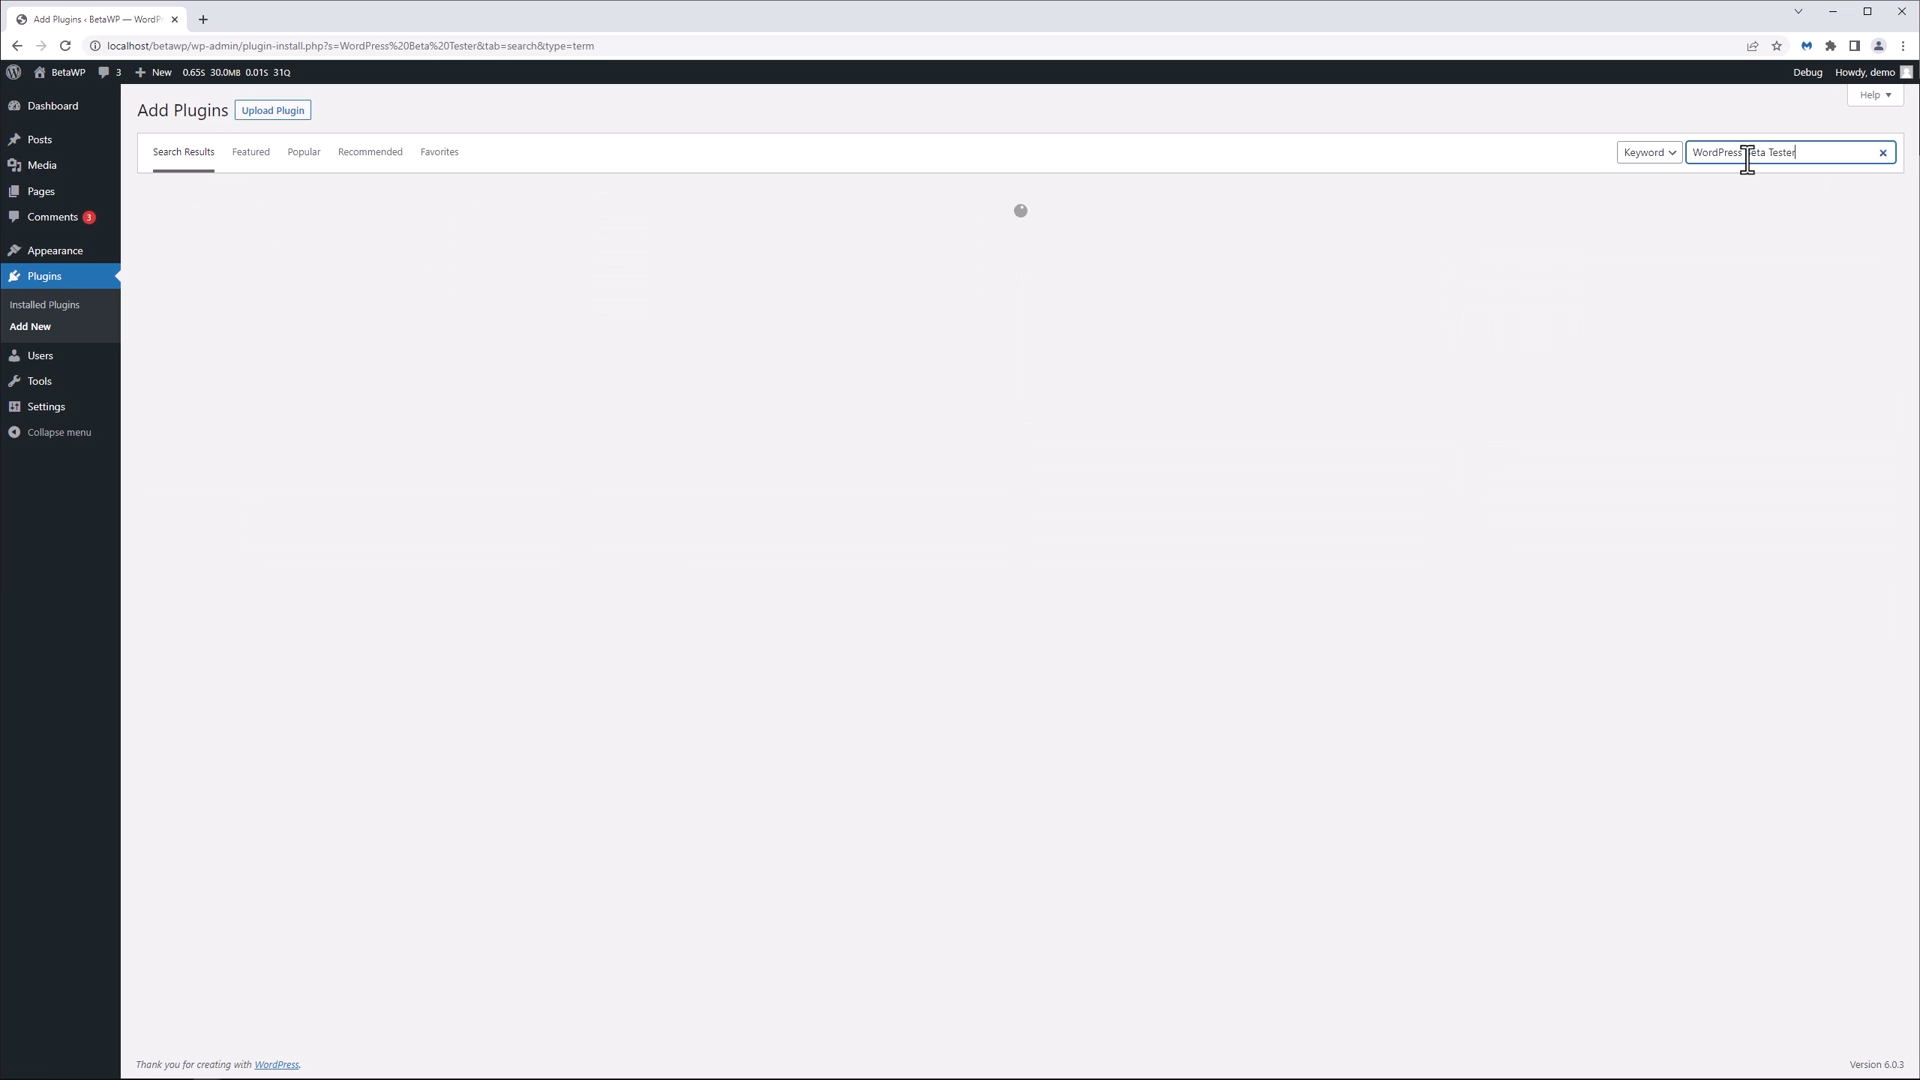 Add Plugins ‹ BetaWP — WordP
localhost/betawp/wp-admin/plugin-install.php?s=WordPress%20Beta%20Tester&tab=search&type=term
BetaWP 3 New 0.65S 30.0MB 0.01S 31Q Debug Howdy, demo
Help
Dashboard
Posts
Media
Pages
Comments 3
Appearance
Plugins
Installed Plugins
Add New
Users
Tools
Settings
Collapse menu
Add Plugins Upload Plugin
Search Results Featured Popular Recommended Favorites Keyword WordPress Beta Tester
Thank you for creating with WordPress.
Version 6.0.3